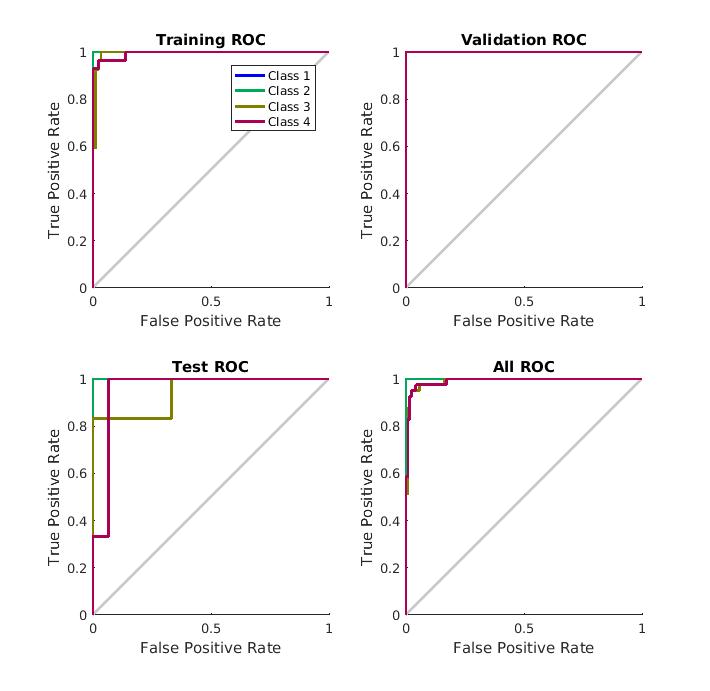 Training ROC
1
0.8
0.6
0.4
0.2
0
True Positive Rate
Class 1
Class 2
Class 3
Class 4
0
0.5
1
False Positive Rate
Validation ROC
1
0.8
0.6
0.4
0.2
0
True Positive Rate
0
0.5
1
False Positive Rate
Test ROC
1
0.8
0.6
0.4
0.2
0
True Positive Rate
0
0.5
1
False Positive Rate
All ROC
1
0.8
0.6
0.4
0.2
0
True Positive Rate
0
0.5
1
False Positive Rate